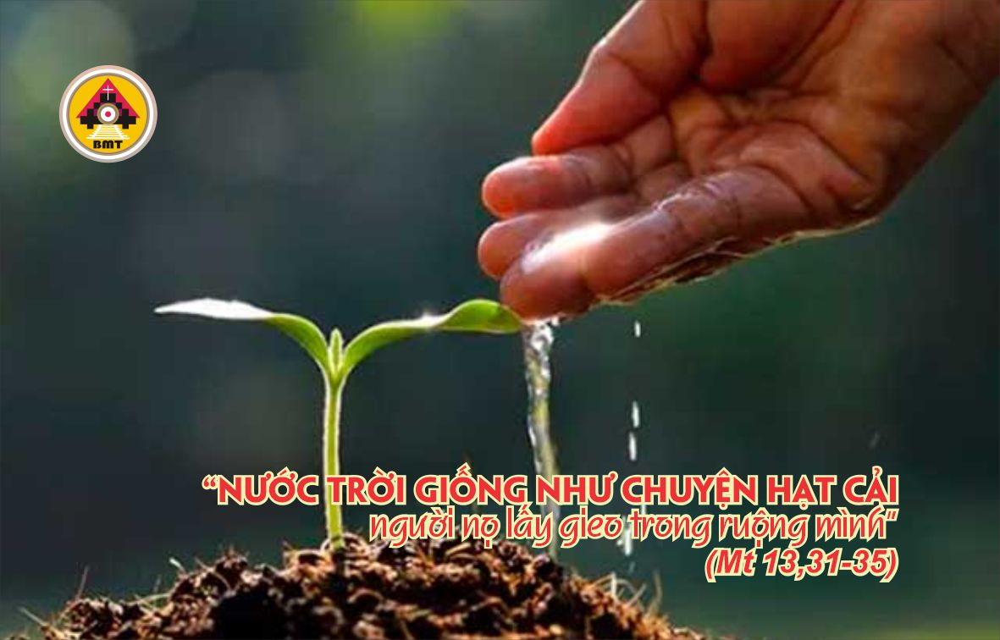 BMT
“NƯỚC TRỜI GIỐNG NHƯ CHUYỆN HẠT CẢI
người nọ lấy gieo trong ruộng mình"
(Mt 13,31-35)